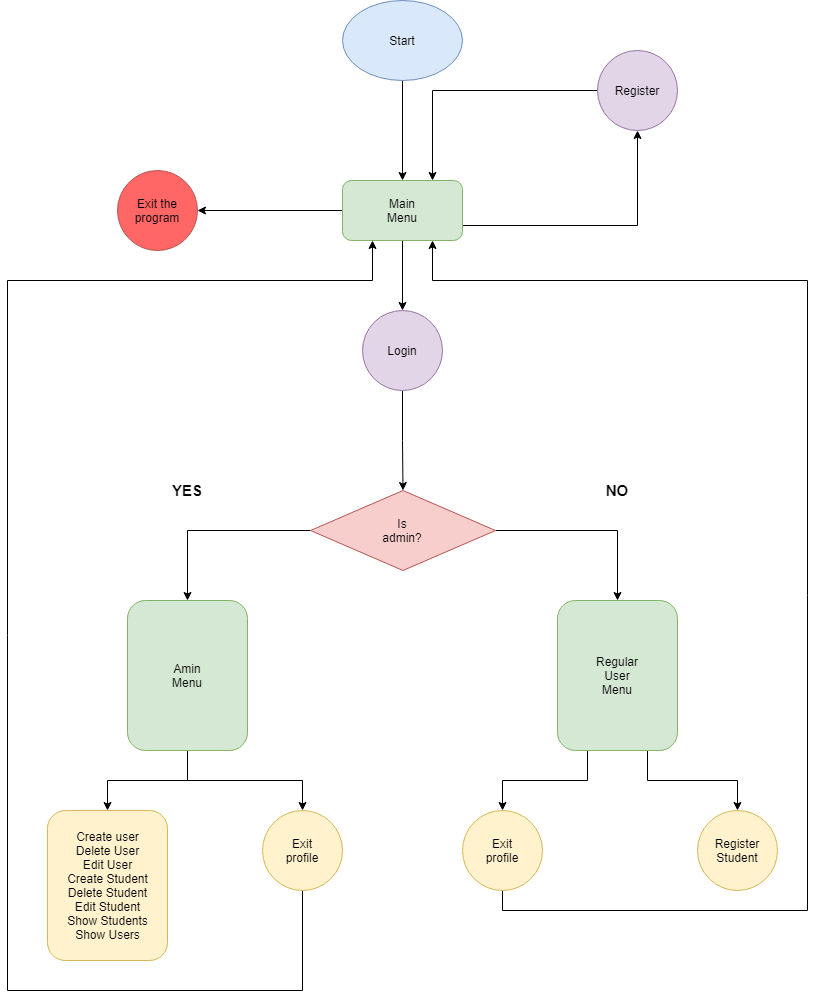 Start
Register
Exit the
program
Main
Menu
Login
YES
NO
Is
admin?
Amin
Menu
Regular
User
Menu
Create user
Delete User
Edit User
Create Student
Delete Student
Edit Student
Show Students
Show Users
Exit
profile
Exit
profile
Register
Student